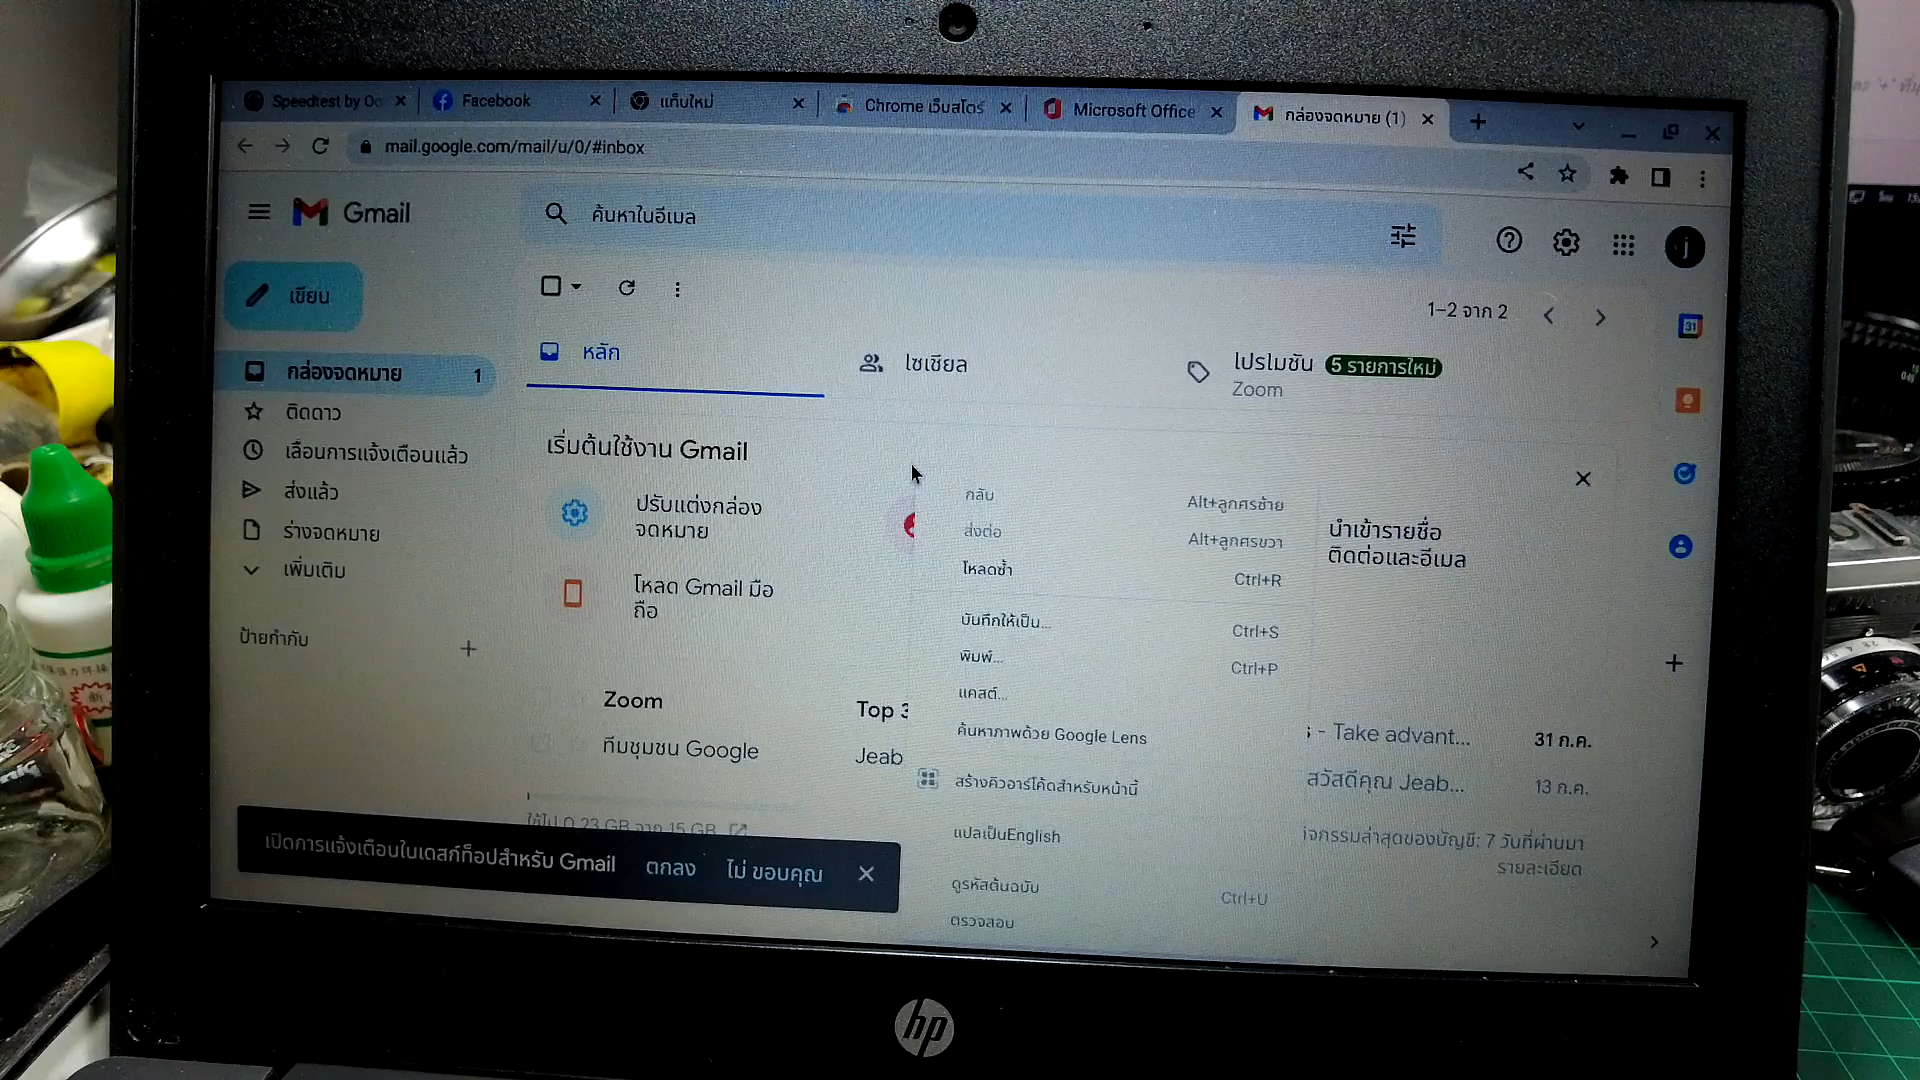 Speedtest by Oo
Facebook
แท็บใหม่
Chrome เว็บสโตร์
Microsoft Office
กล่องจดหมาย (1)
mail.google.com/mail/u/0/#inbox
Gmail
ค้นหาในอีเมล
j
เขียน
1–2 จาก 2
31
กล่องจดหมาย 1
หลัก
โซเชียล
โปรโมชัน 5 รายการใหม่
Zoom
ติดดาว
เลื่อนการแจ้งเตือนแล้ว
ส่งแล้ว
ร่างจดหมาย
เพิ่มเติม
ป้ายกำกับ
เริ่มต้นใช้งาน Gmail
ปรับแต่งกล่อง
จดหมาย
โหลด Gmail มือ
ถือ
นำเข้ารายชื่อ
ติดต่อและอีเมล
กลับ Alt+ลูกศรซ้าย
ส่งต่อ Alt+ลูกศรขวา
โหลดซ้ำ Ctrl+R
บันทึกให้เป็น... Ctrl+S
พิมพ์... Ctrl+P
แคสต์...
ค้นหาภาพด้วย Google Lens
สร้างคิวอาร์โค้ดสำหรับหน้านี้
แปลเป็นEnglish
ดูรหัสต้นฉบับ Ctrl+U
ตรวจสอบ
Zoom Top 3 - Take advant... 31 ก.ค.
ทีมชุมชน Google Jeab สวัสดีคุณ Jeab... 13 ก.ค.
ใช้ไป 0.23 GB จาก 15 GB
จกรรมล่าสุดของบัญชี: 7 วันที่ผ่านมา
รายละเอียด
เปิดการแจ้งเตือนในเดสก์ท็อปสำหรับ Gmail ตกลง ไม่ ขอบคุณ
hp